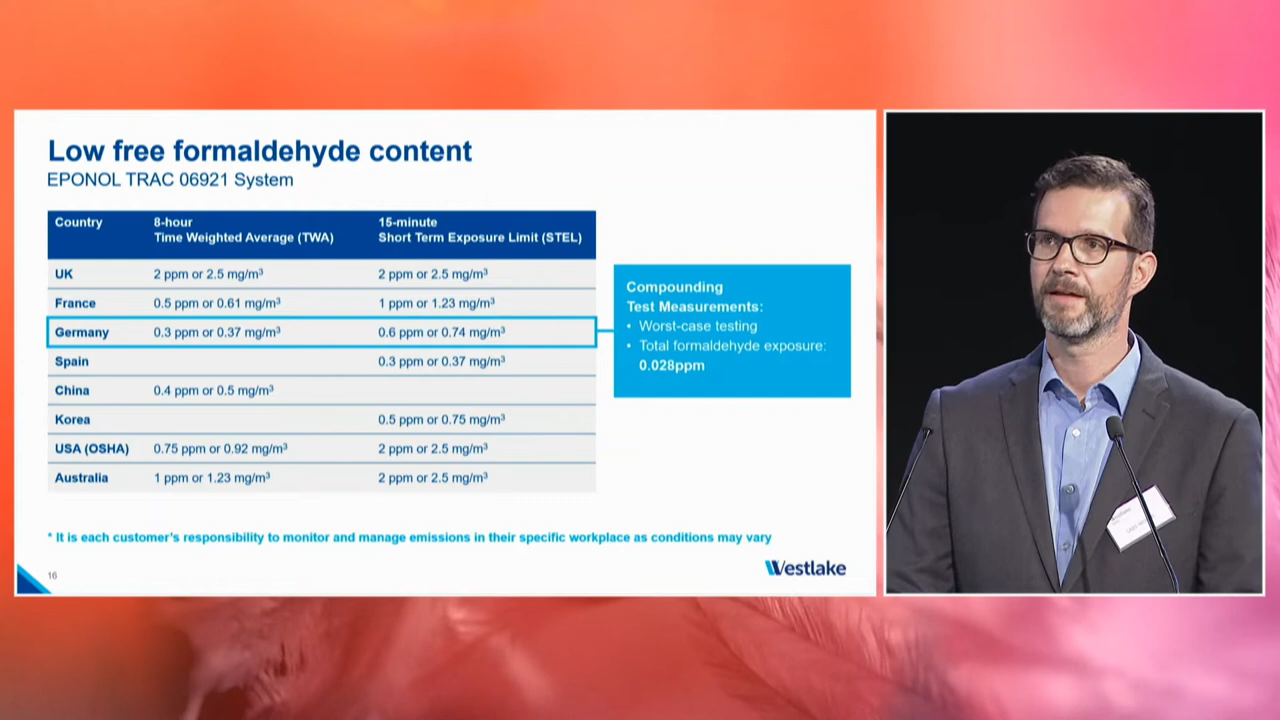 Low free formaldehyde content
EPONOL TRAC 06921 System
Country 8-hour Time Weighted Average (TWA) 15-minute Short Term Exposure Limit (STEL)
UK 2 ppm or 2.5 mg/m³ 2 ppm or 2.5 mg/m³
France 0.5 ppm or 0.61 mg/m³ 1 ppm or 1.23 mg/m³
Germany 0.3 ppm or 0.37 mg/m³ 0.6 ppm or 0.74 mg/m³
Spain 0.3 ppm or 0.37 mg/m³
China 0.4 ppm or 0.5 mg/m³
Korea 0.5 ppm or 0.75 mg/m³
USA (OSHA) 0.75 ppm or 0.92 mg/m³ 2 ppm or 2.5 mg/m³
Australia 1 ppm or 1.23 mg/m³ 2 ppm or 2.5 mg/m³
Compounding
Test Measurements:
• Worst-case testing
• Total formaldehyde exposure:
0.028ppm
* It is each customer's responsibility to monitor and manage emissions in their specific workplace as conditions may vary
16
Westlake